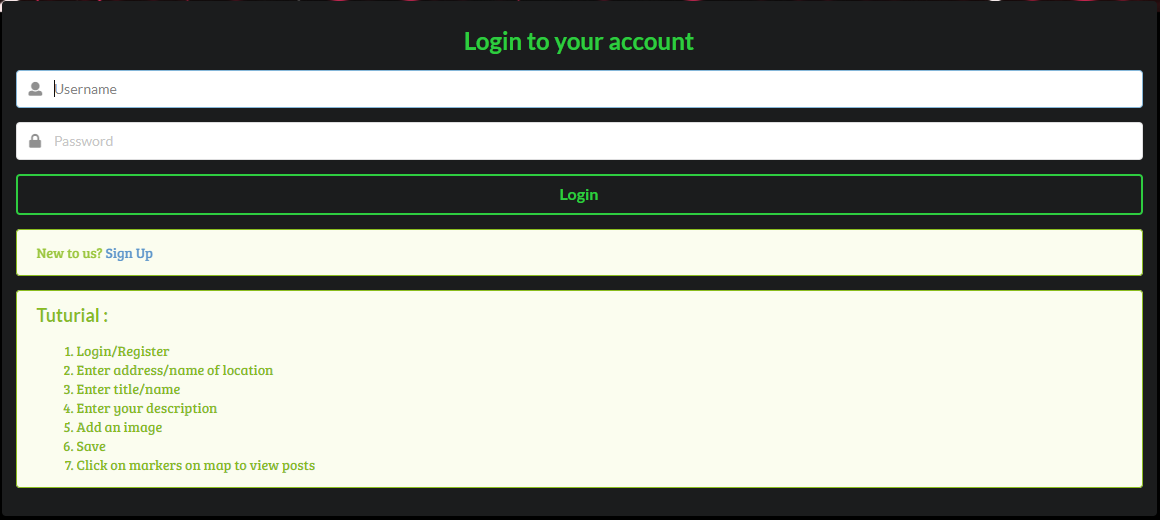 Login to your account
Username
Password
Login
New to us? Sign Up
Tuturial :
1. Login/Register
2. Enter address/name of location
3. Enter title/name
4. Enter your description
5. Add an image
6. Save
7. Click on markers on map to view posts